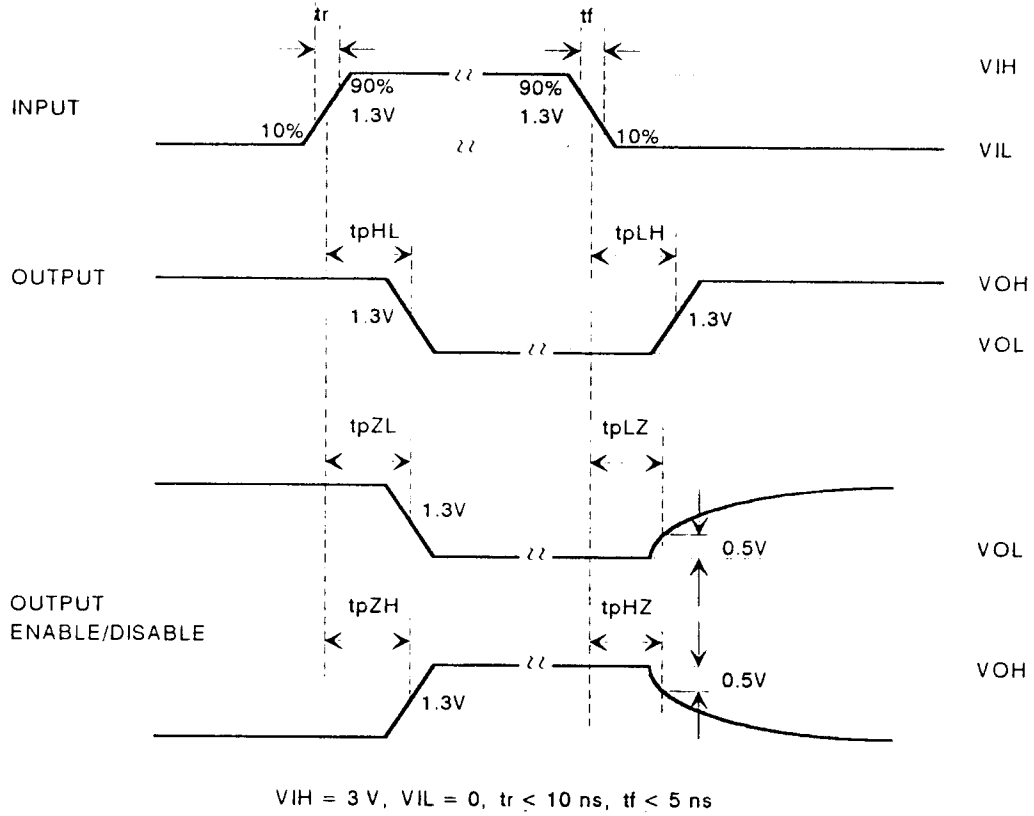 tr tf
VIH
90% 90%
INPUT 1.3V 1.3V
10% 10%
VIL
tpHL tpLH
OUTPUT VOH
1.3V 1.3V
VOL
tpZL tpLZ
1.3V
0.5V VOL
OUTPUT
ENABLE/DISABLE
tpZH tpHZ
VOH
0.5V
1.3V
VIH = 3 V, VIL = 0, tr < 10 ns, tf < 5 ns